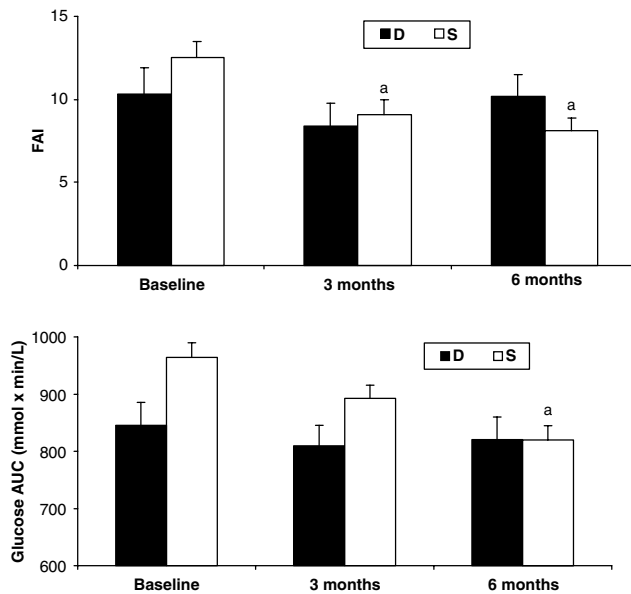 15
D S
a
a
10
FAI
5
0
Baseline 3 months 6 months
1000
D S
900
a
Glucose AUC (mmol x min/L)
800
700
600
Baseline 3 months 6 months